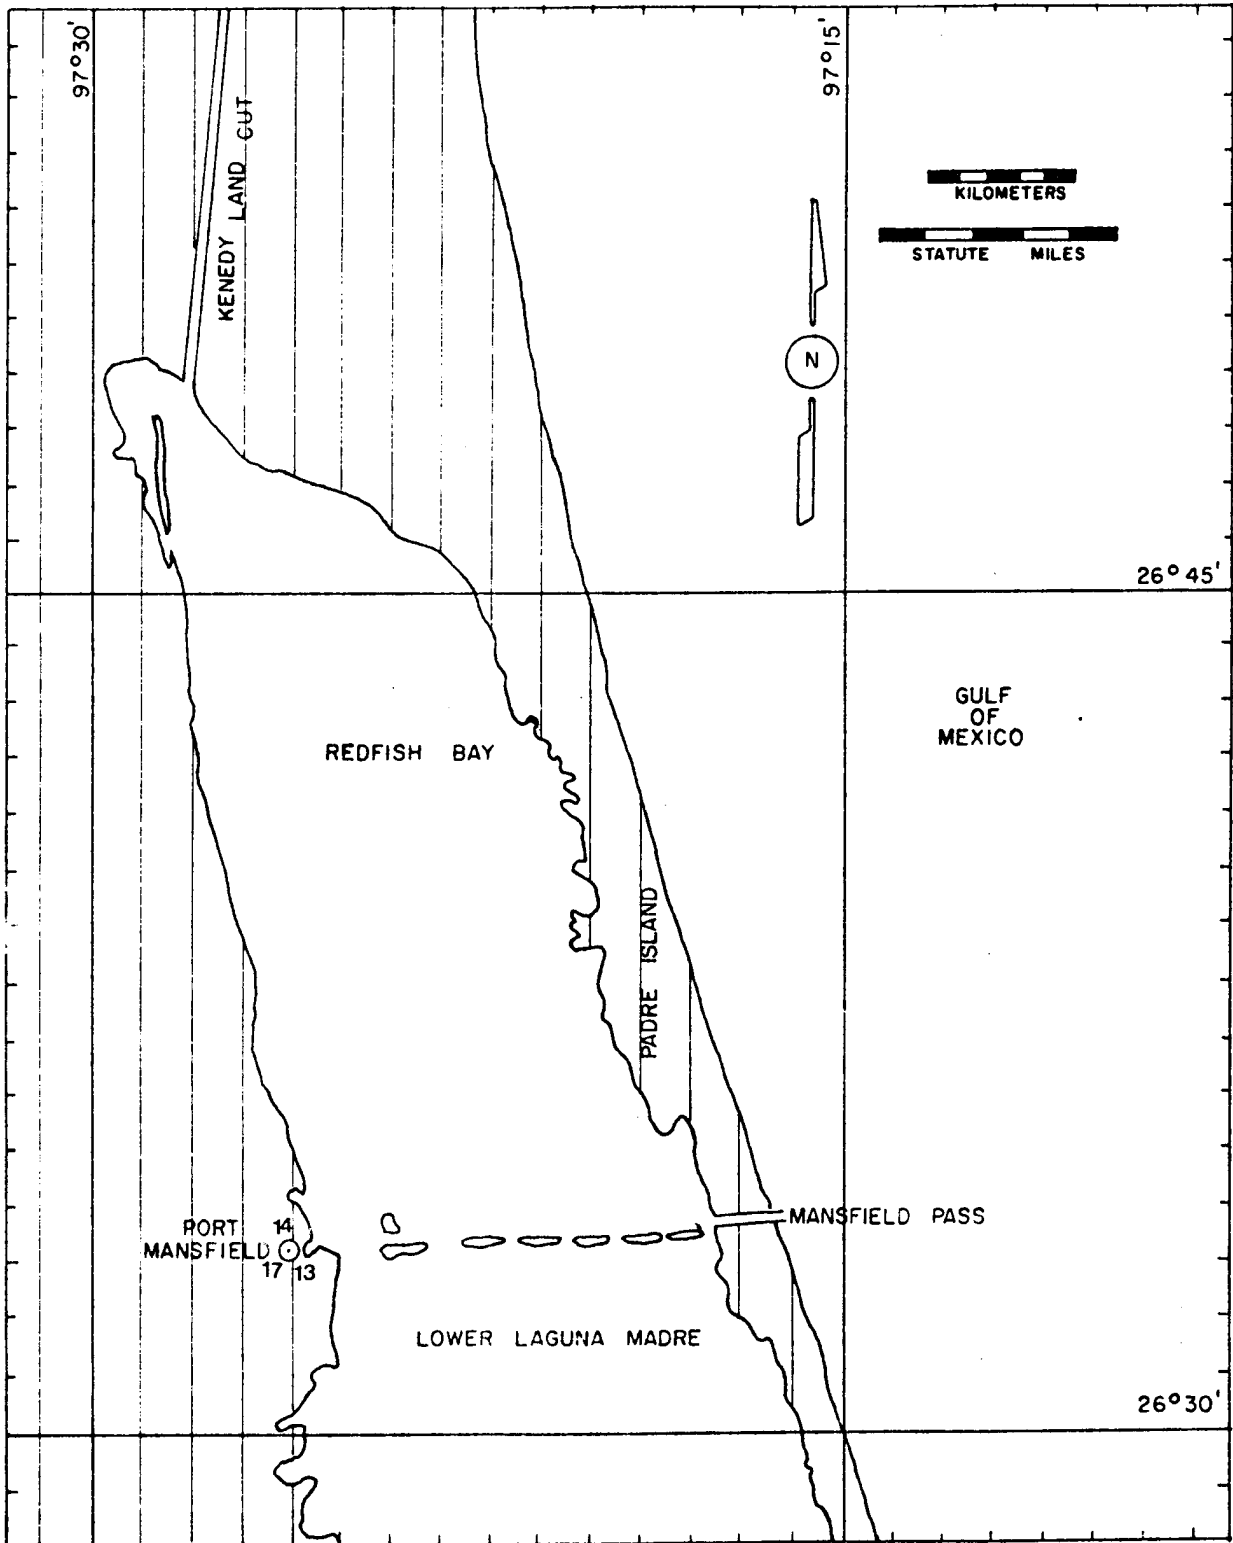 97°30'
97°15'
KENEDY LAND CUT
KILOMETERS
STATUTE MILES
N
26°45'
GULF
OF
MEXICO
REDFISH BAY
PADRE ISLAND
MANSFIELD PASS
PORT 14
MANSFIELD
17 13
LOWER LAGUNA MADRE
26°30'